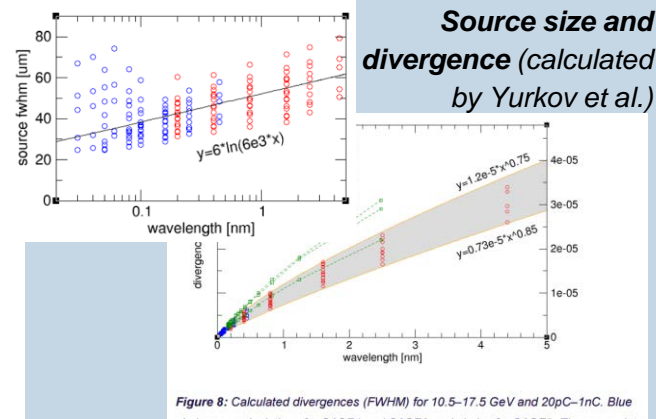 Source size and
divergence (calculated
by Yurkov et al.)
source fwhm [um]
80
60
40
20
0
y=6*ln(6e3*x)
0.1
1
wavelength [nm]
y=1.2e-5*x^0.75
y=0.73e-5*x^0.85
4e-05
3e-05
2e-05
1e-05
0
divergenc
0
1
2
3
4
5
wavelength [nm]
Figure 8: Calculated divergences (FWHM) for 10.5–17.5 GeV and 20pC–1nC. Blue